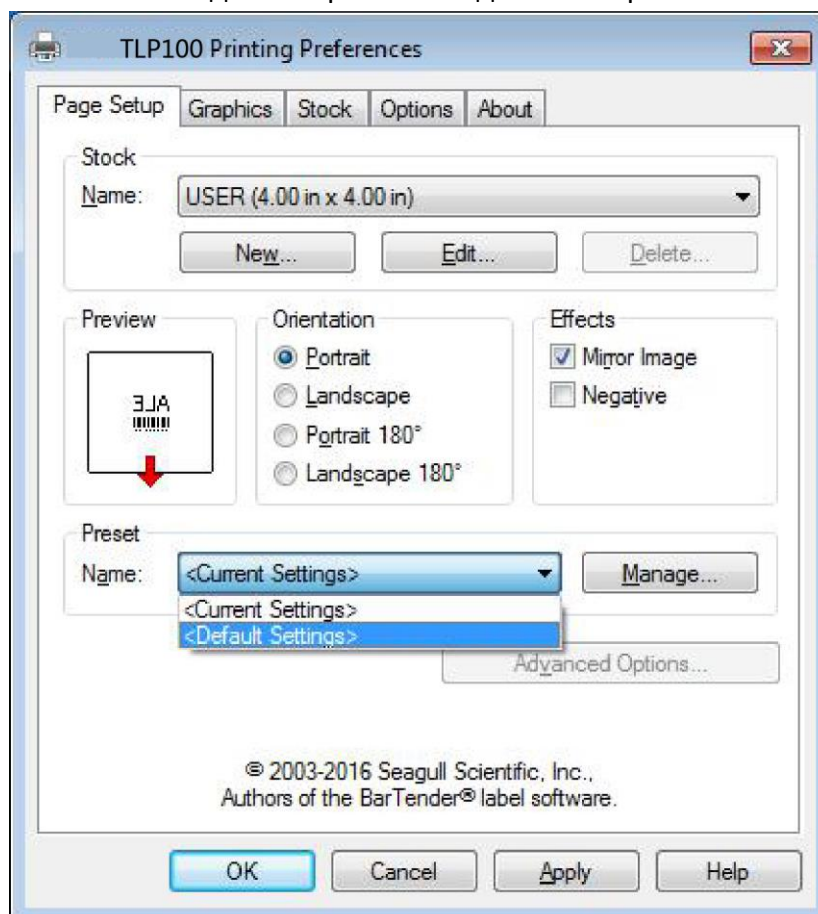 TLP100 Printing Preferences
Page Setup Graphics Stock Options About
Stock
Name: USER (4.00 in x 4.00 in)
New... Edit... Delete...
Preview Orientation Effects
Portrait Mirror Image
ALE Landscape Negative
Portrait 180°
Landscape 180°
Preset
Name: <Current Settings> Manage...
<Current Settings>
<Default Settings>
Advanced Options...
© 2003-2016 Seagull Scientific, Inc.,
Authors of the BarTender® label software.
OK Cancel Apply Help